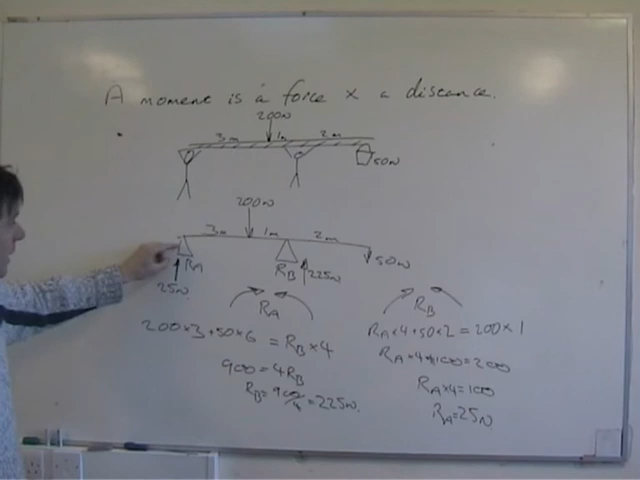 A moment is a force × a distance.
200N
3m 1m 2m
50N
200N
3m 1m 2m
50N
RA
RB
225N
25N
RA
200×3+50×6 = RB×4
900 = 4RB
RB=900/4=225N.
RB
RA×4+50×2=200×1
RA×4+100=200
RA×4=100
RA=25N